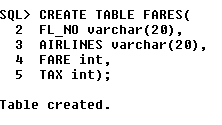 SQL> CREATE TABLE FARES(
2 FL_NO varchar(20),
3 AIRLINES varchar(20),
4 FARE int,
5 TAX int);
Table created.